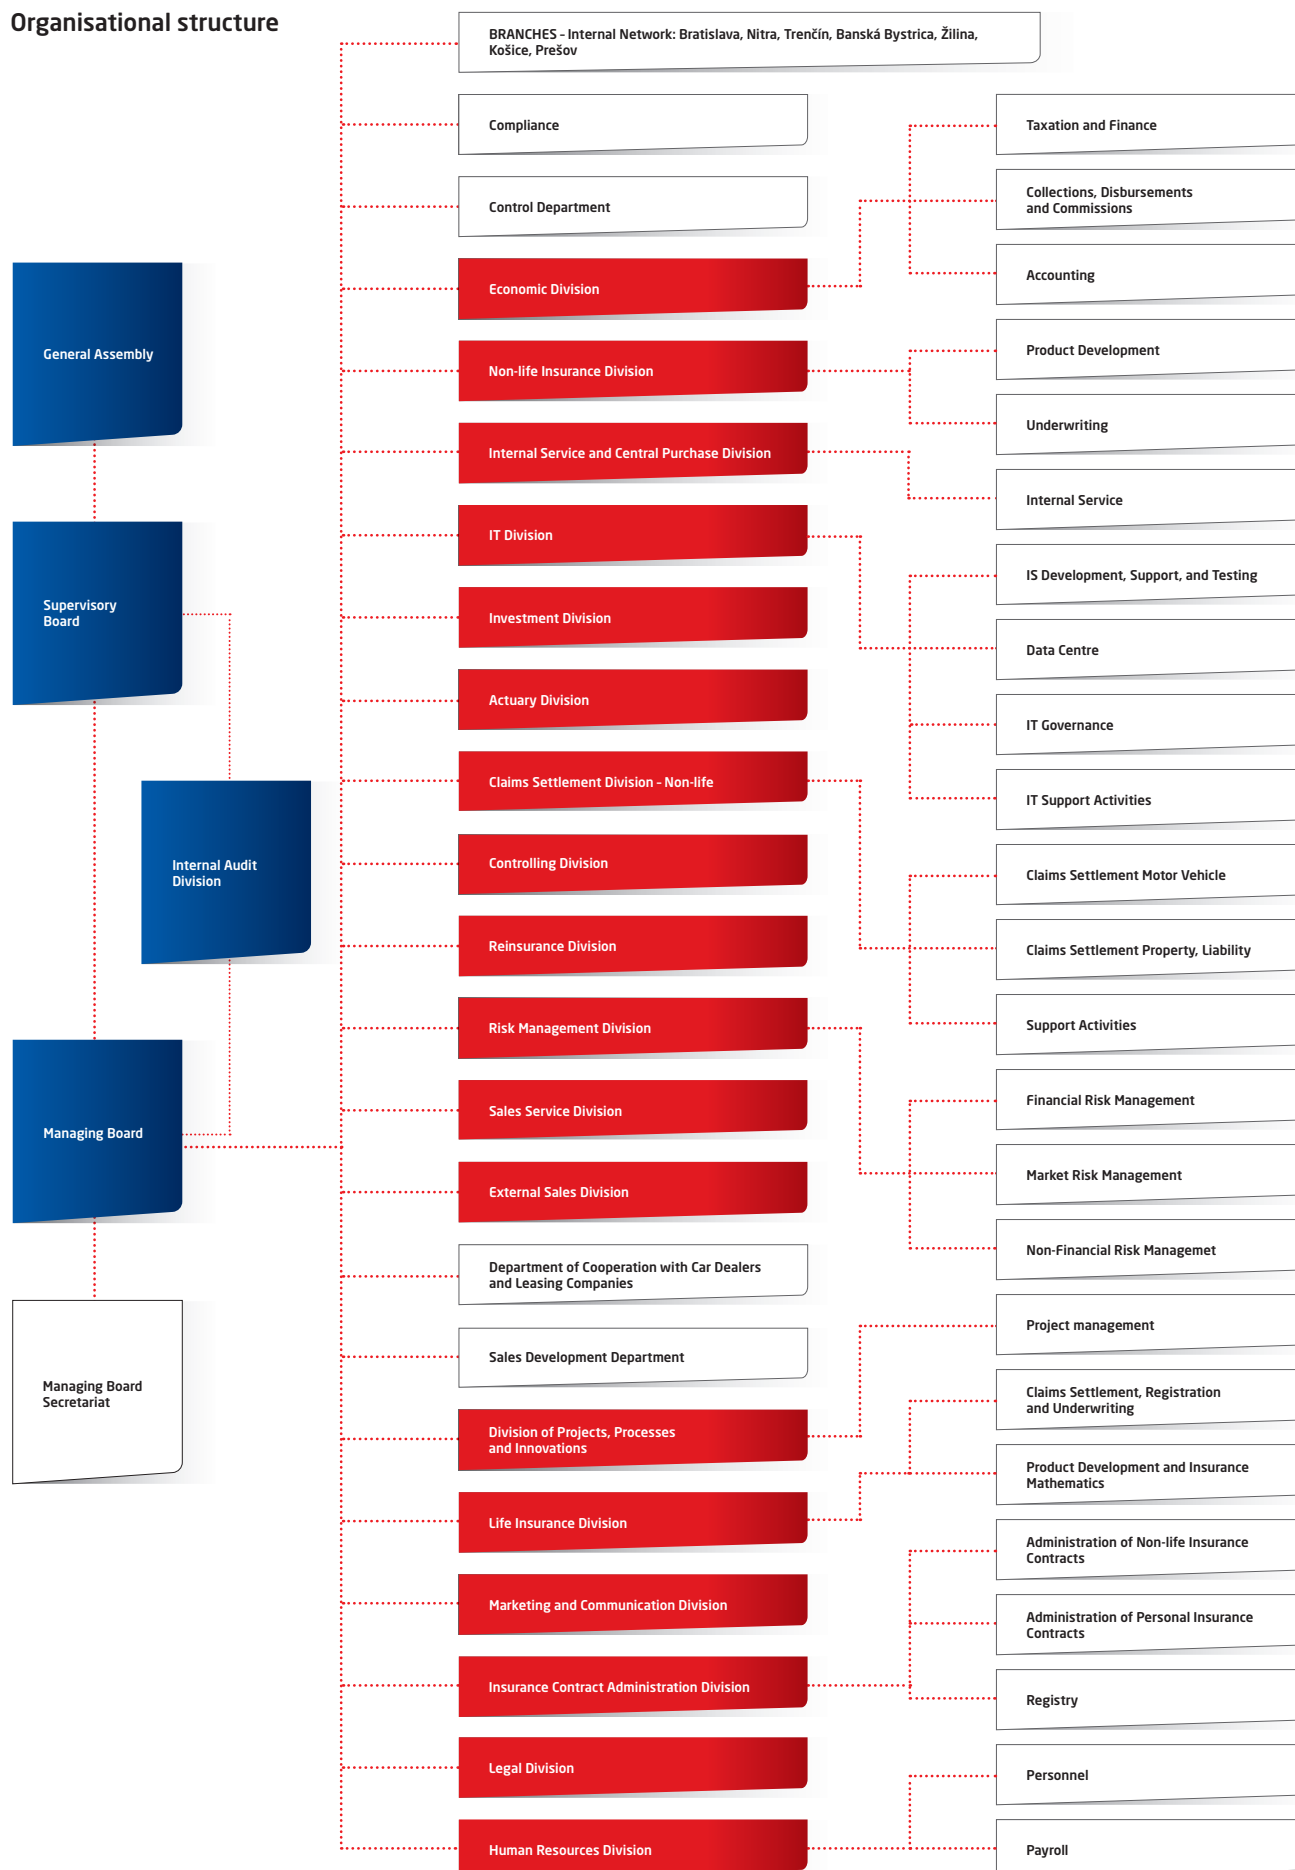 Organisational structure
General Assembly
Supervisory
Board
Internal Audit
Division
Managing Board
Managing Board
Secretariat
BRANCHES – Internal Network: Bratislava, Nitra, Trenčín, Banská Bystrica, Žilina,
Košice, Prešov
Compliance
Control Department
Economic Division
Non-life Insurance Division
Internal Service and Central Purchase Division
IT Division
Investment Division
Actuary Division
Claims Settlement Division – Non-life
Controlling Division
Reinsurance Division
Risk Management Division
Sales Service Division
External Sales Division
Department of Cooperation with Car Dealers
and Leasing Companies
Sales Development Department
Division of Projects, Processes
and Innovations
Life Insurance Division
Marketing and Communication Division
Insurance Contract Administration Division
Legal Division
Human Resources Division
Taxation and Finance
Collections, Disbursements
and Commissions
Accounting
Product Development
Underwriting
Internal Service
IS Development, Support, and Testing
Data Centre
IT Governance
IT Support Activities
Claims Settlement Motor Vehicle
Claims Settlement Property, Liability
Support Activities
Financial Risk Management
Market Risk Management
Non-Financial Risk Managemet
Project management
Claims Settlement, Registration
and Underwriting
Product Development and Insurance
Mathematics
Administration of Non-life Insurance
Contracts
Administration of Personal Insurance
Contracts
Registry
Personnel
Payroll